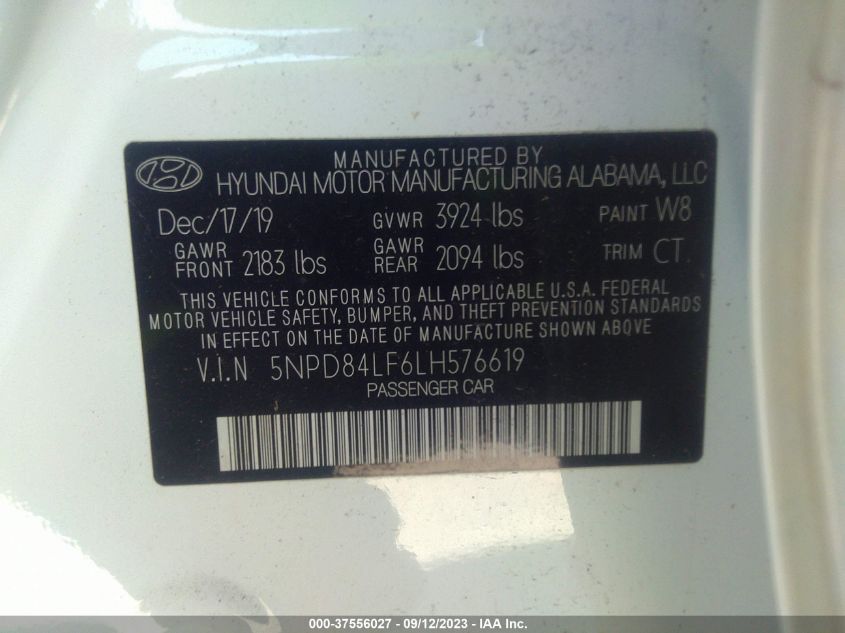 MANUFACTURED BY
HYUNDAI MOTOR MANUFACTURING ALABAMA, LLC
Dec/17/19 GVWR 3924 lbs PAINT W8
GAWR FRONT 2183 lbs GAWR REAR 2094 lbs TRIM CT
THIS VEHICLE CONFORMS TO ALL APPLICABLE U.S.A. FEDERAL
MOTOR VEHICLE SAFETY, BUMPER, AND THEFT PREVENTION STANDARDS
IN EFFECT ON THE DATE OF MANUFACTURE SHOWN ABOVE
V.I.N 5NPD84LF6LH576619
PASSENGER CAR
000-37556027 - 09/12/2023 - IAA Inc.